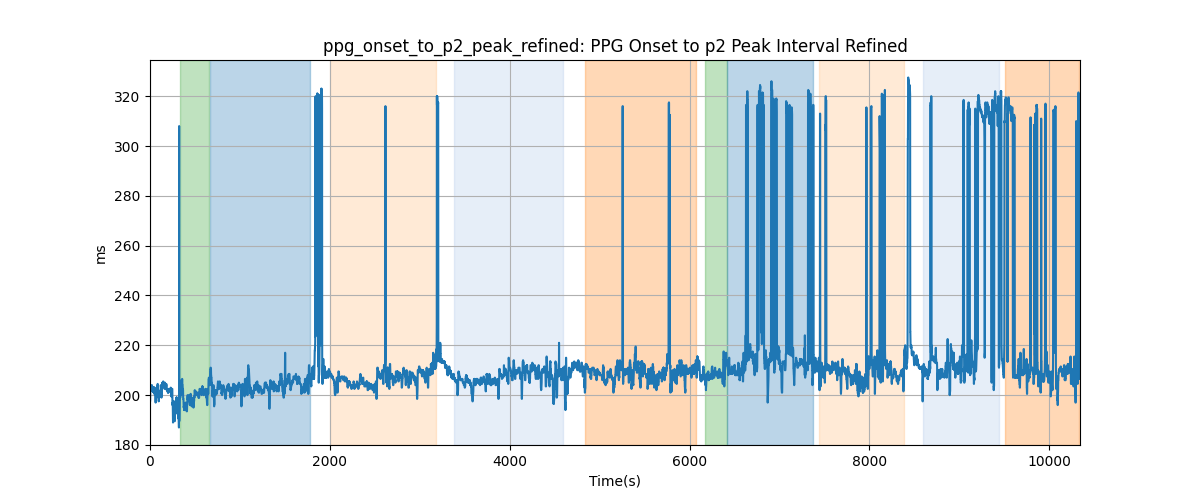 ppg_onset_to_p2_peak_refined: PPG Onset to p2 Peak Interval Refined
320
300
280
260
240
220
200
180
ms
0 2000 4000 6000 8000 10000
Time(s)